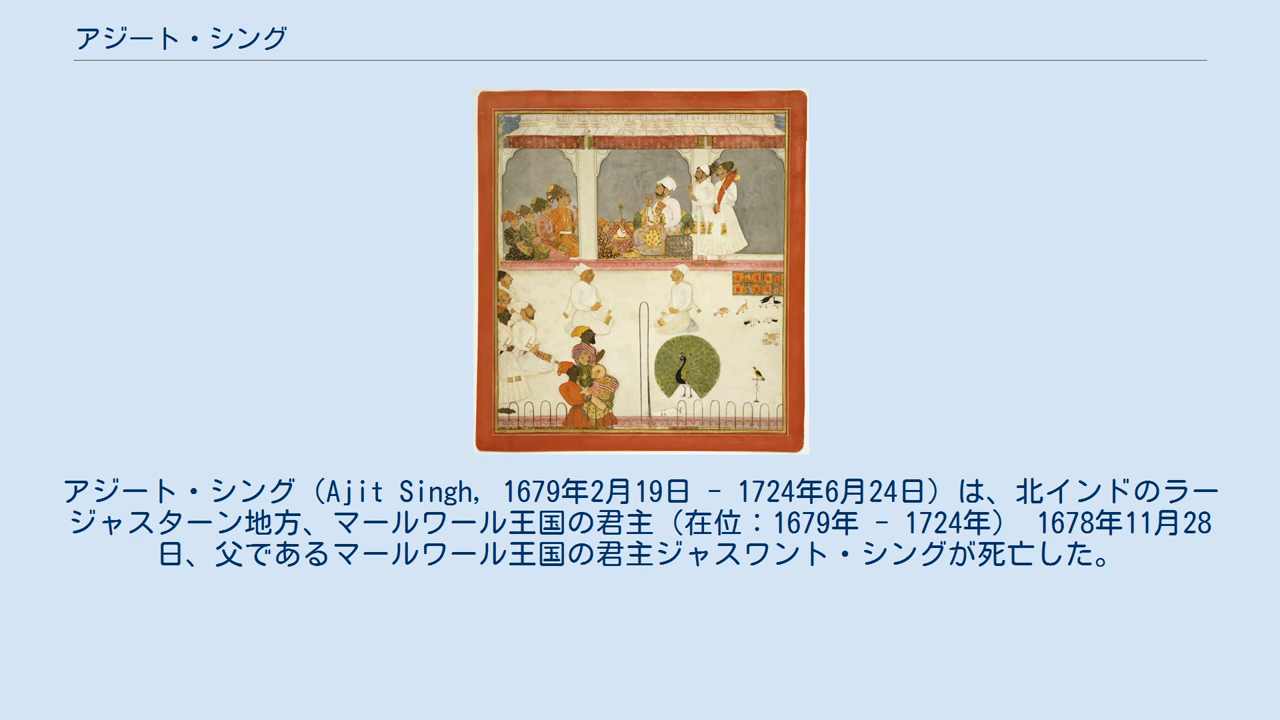 アジート・シング
アジート・シング（Ajit Singh, 1679年2月19日 - 1724年6月24日）は、北インドのラー
ジャスターン地方、マールワール王国の君主（在位：1679年 - 1724年） 1678年11月28
日、父であるマールワール王国の君主ジャスワント・シングが死亡した。